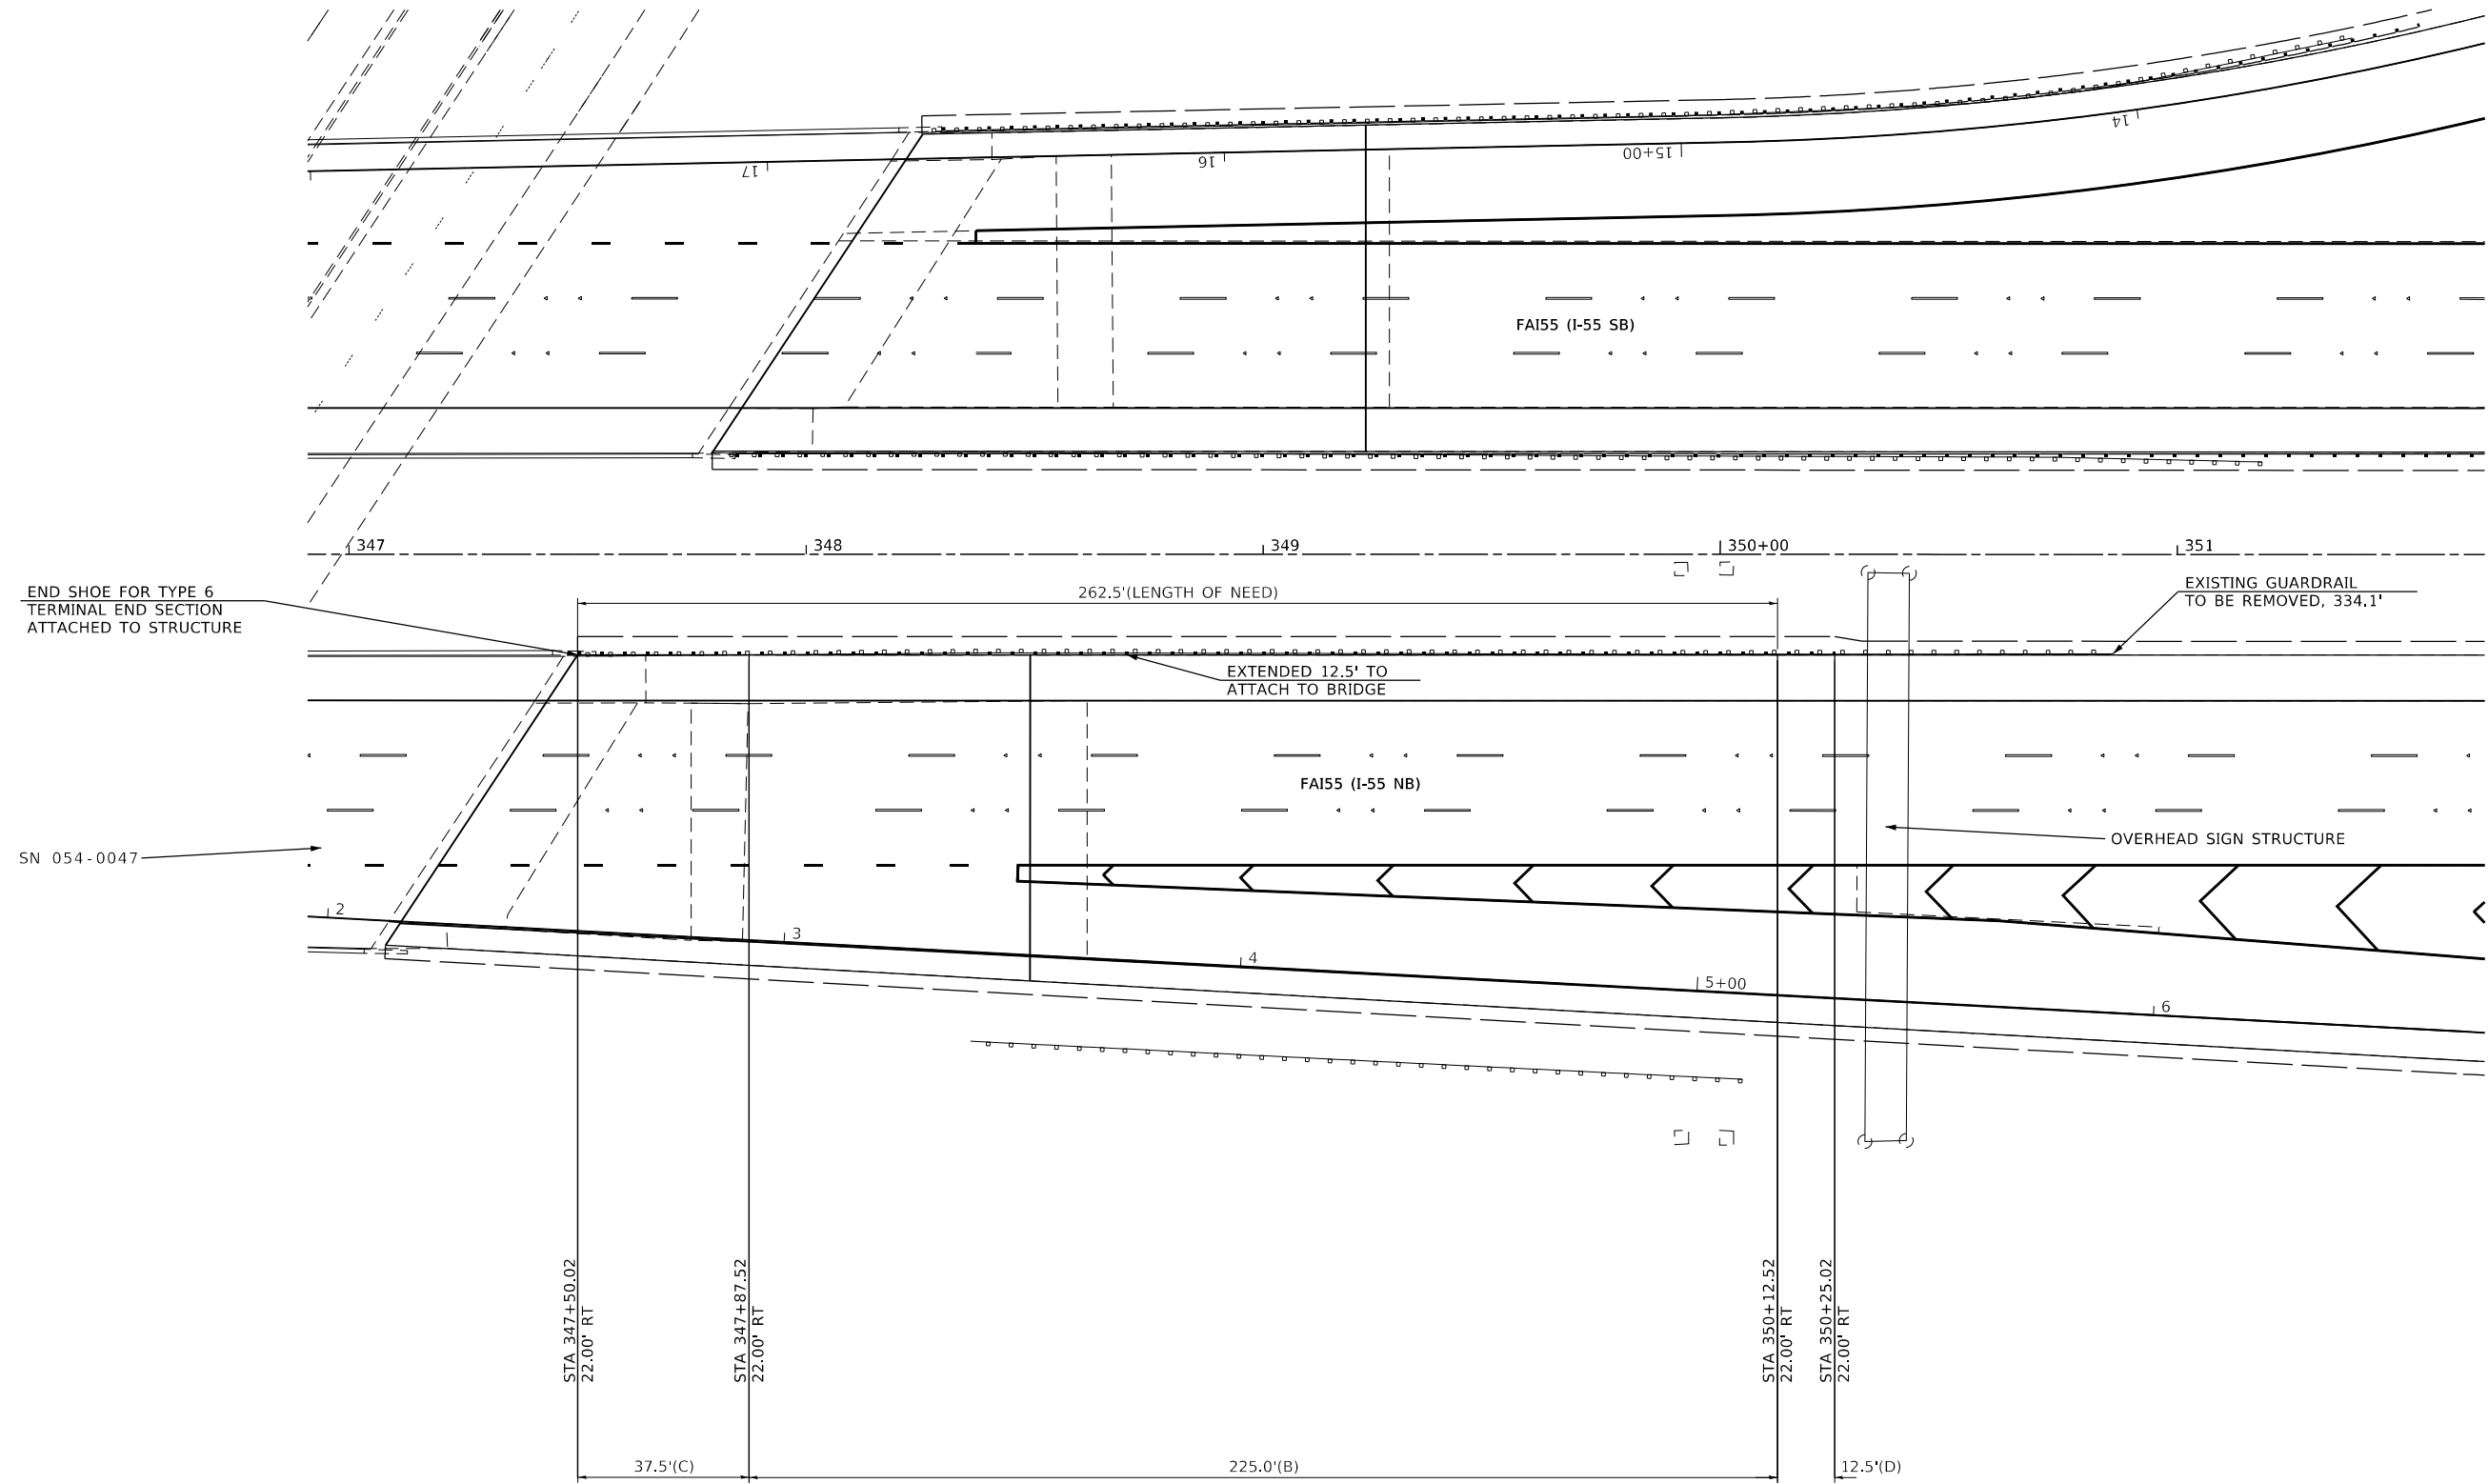 14
15+00
16
17
FAI55 (I-55 SB)
347
348
349
350+00
351
END SHOE FOR TYPE 6
TERMINAL END SECTION
ATTACHED TO STRUCTURE
262.5'(LENGTH OF NEED)
EXISTING GUARDRAIL
TO BE REMOVED, 334.1'
EXTENDED 12.5' TO
ATTACH TO BRIDGE
FAI55 (I-55 NB)
OVERHEAD SIGN STRUCTURE
SN 054-0047
2
3
4
5+00
6
STA 347+50.02
22.00' RT
STA 347+87.52
22.00' RT
STA 350+12.52
22.00' RT
STA 350+25.02
22.00' RT
37.5'(C)
225.0'(B)
12.5'(D)